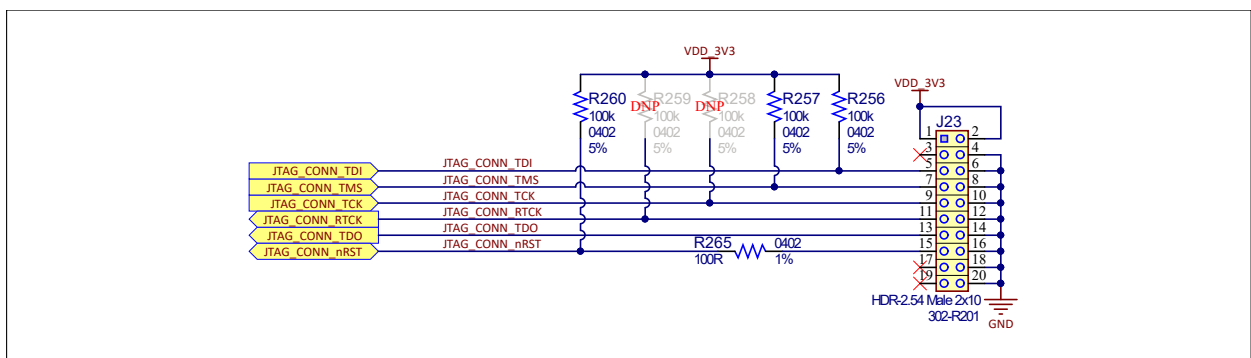 VDD_3V3
VDD_3V3
R260
100k
0402
5%
DNP
R259
100k
0402
5%
DNP
R258
100k
0402
5%
R257
100k
0402
5%
R256
100k
0402
5%
J23
1 2
3 4
5 6
7 8
9 10
11 12
13 14
15 16
17 18
19 20
JTAG_CONN_TDI JTAG_CONN_TDI
JTAG_CONN_TMS JTAG_CONN_TMS
JTAG_CONN_TCK JTAG_CONN_TCK
JTAG_CONN_RTCK JTAG_CONN_RTCK
JTAG_CONN_TDO JTAG_CONN_TDO
JTAG_CONN_nRST JTAG_CONN_nRST
R265 0402
100R 1%
HDR-2.54 Male 2x10
302-R201
GND